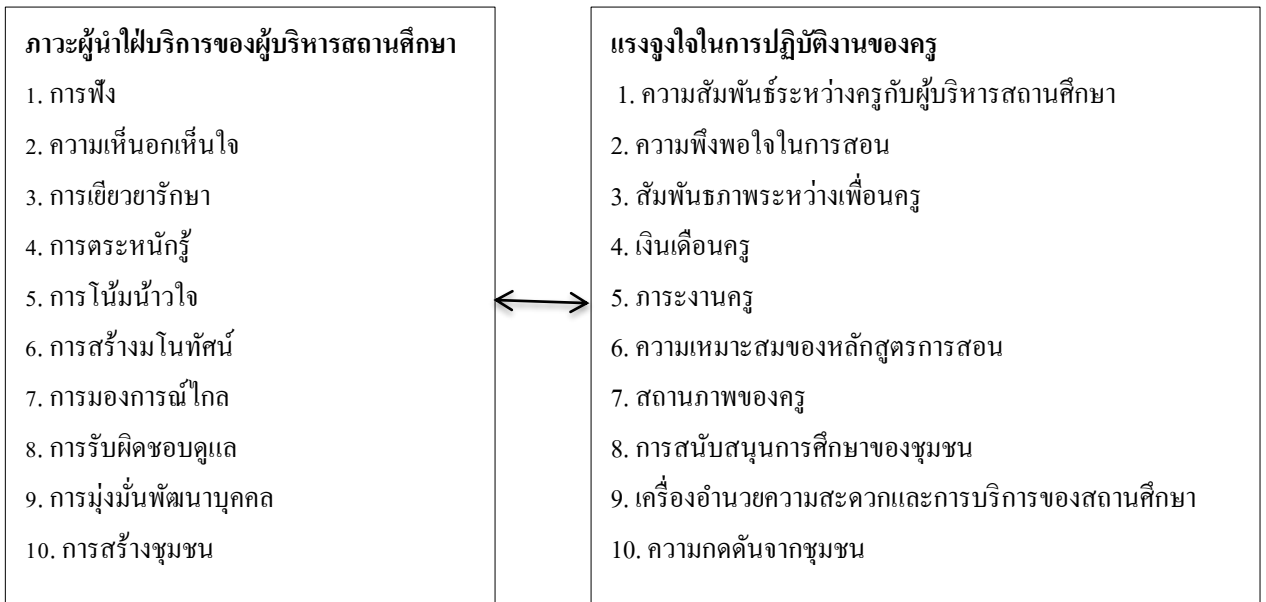 ภาวะผู้นำใฝ่บริการของผู้บริหารสถานศึกษา
1. การฟัง
2. ความเห็นอกเห็นใจ
3. การเยียวยารักษา
4. การตระหนักรู้
5. การโน้มน้าวใจ
6. การสร้างมโนทัศน์
7. การมองการณ์ไกล
8. การรับผิดชอบดูแล
9. การมุ่งมั่นพัฒนาบุคคล
10. การสร้างชุมชน
แรงจูงใจในการปฏิบัติงานของครู
1. ความสัมพันธ์ระหว่างครูกับผู้บริหารสถานศึกษา
2. ความพึงพอใจในการสอน
3. สัมพันธภาพระหว่างเพื่อนครู
4. เงินเดือนครู
5. ภาระงานครู
6. ความเหมาะสมของหลักสูตรการสอน
7. สถานภาพของครู
8. การสนับสนุนการศึกษาของชุมชน
9. เครื่องอำนวยความสะดวกและการบริการของสถานศึกษา
10. ความกดดันจากชุมชน